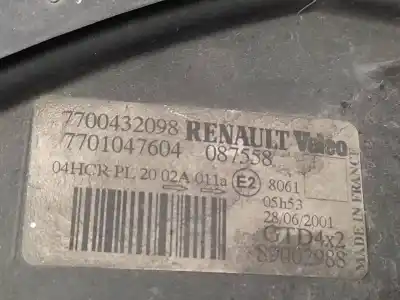 7700432098 RENAULT Valeo
7701047604 087558
04HCR PL 20 02A 011a E2 8061
05h53
28/06/2001
GTD4x2
89002988
MADE IN FRANCE